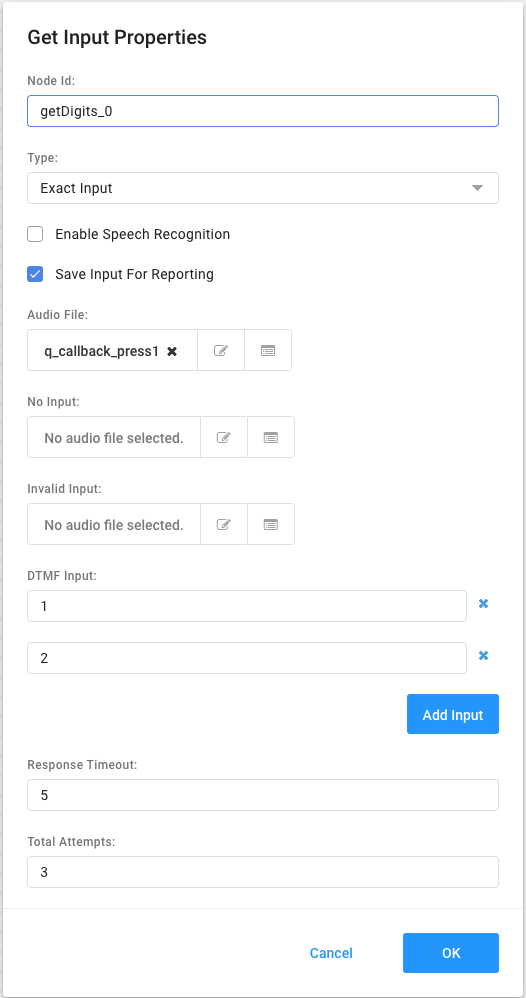 Get Input Properties
Node Id:
getDigits_0
Type:
Exact Input
Enable Speech Recognition
Save Input For Reporting
Audio File:
q_callback_press1
No Input:
No audio file selected.
Invalid Input:
No audio file selected.
DTMF Input:
1
2
Add Input
Response Timeout:
5
Total Attempts:
3
Cancel OK